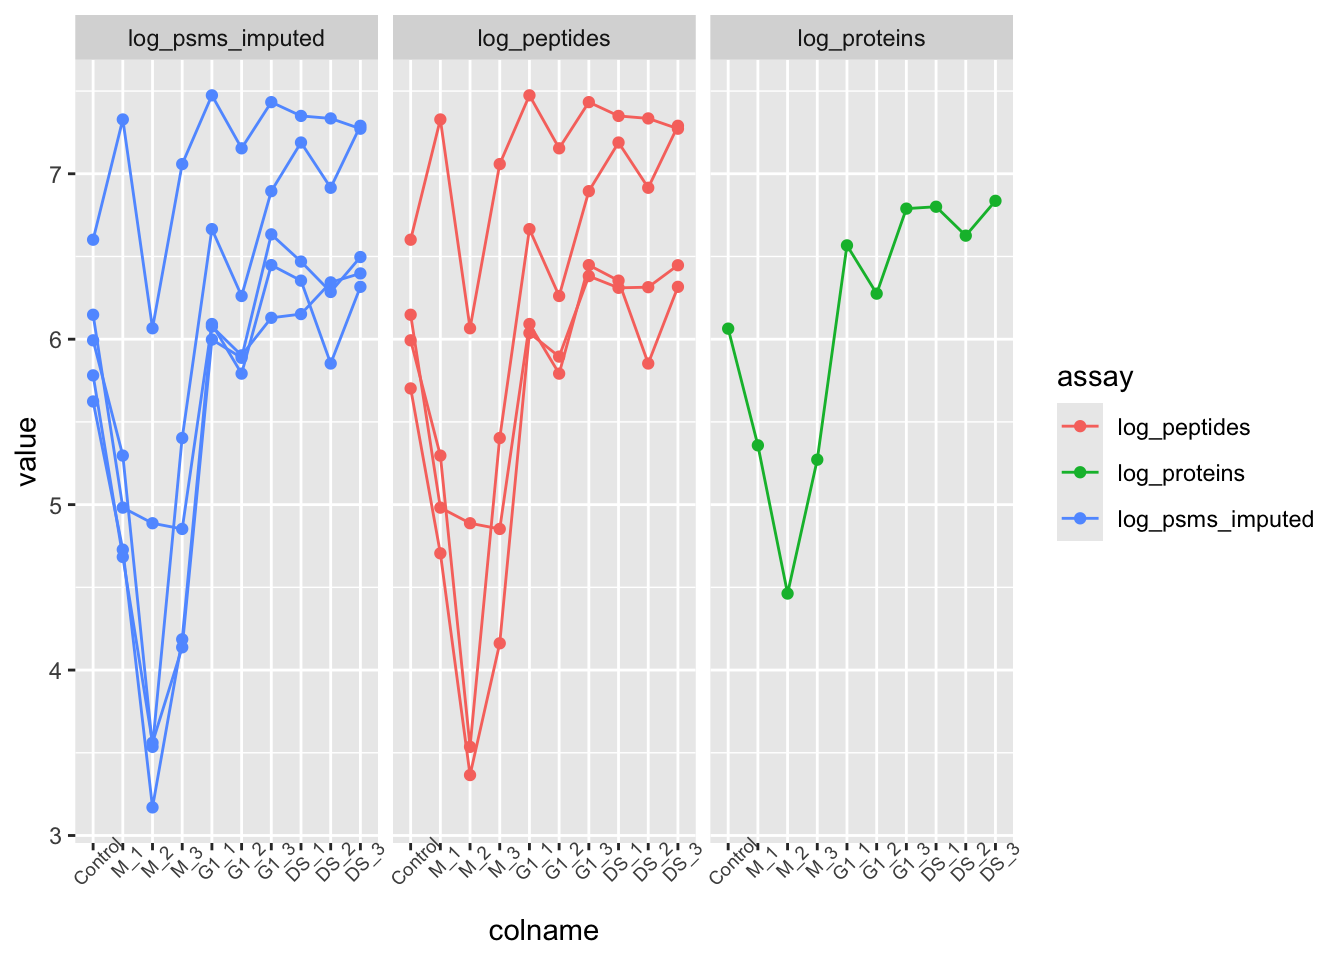 log_psms_imputed
log_peptides
log_proteins
7
6
5
4
3
value
Control M_1 M_2 M_3 G1_1 G1_2 G1_3 DS_1 DS_2 DS_3
Control M_1 M_2 M_3 G1_1 G1_2 G1_3 DS_1 DS_2 DS_3
Control M_1 M_2 M_3 G1_1 G1_2 G1_3 DS_1 DS_2 DS_3
colname
assay
log_peptides
log_proteins
log_psms_imputed